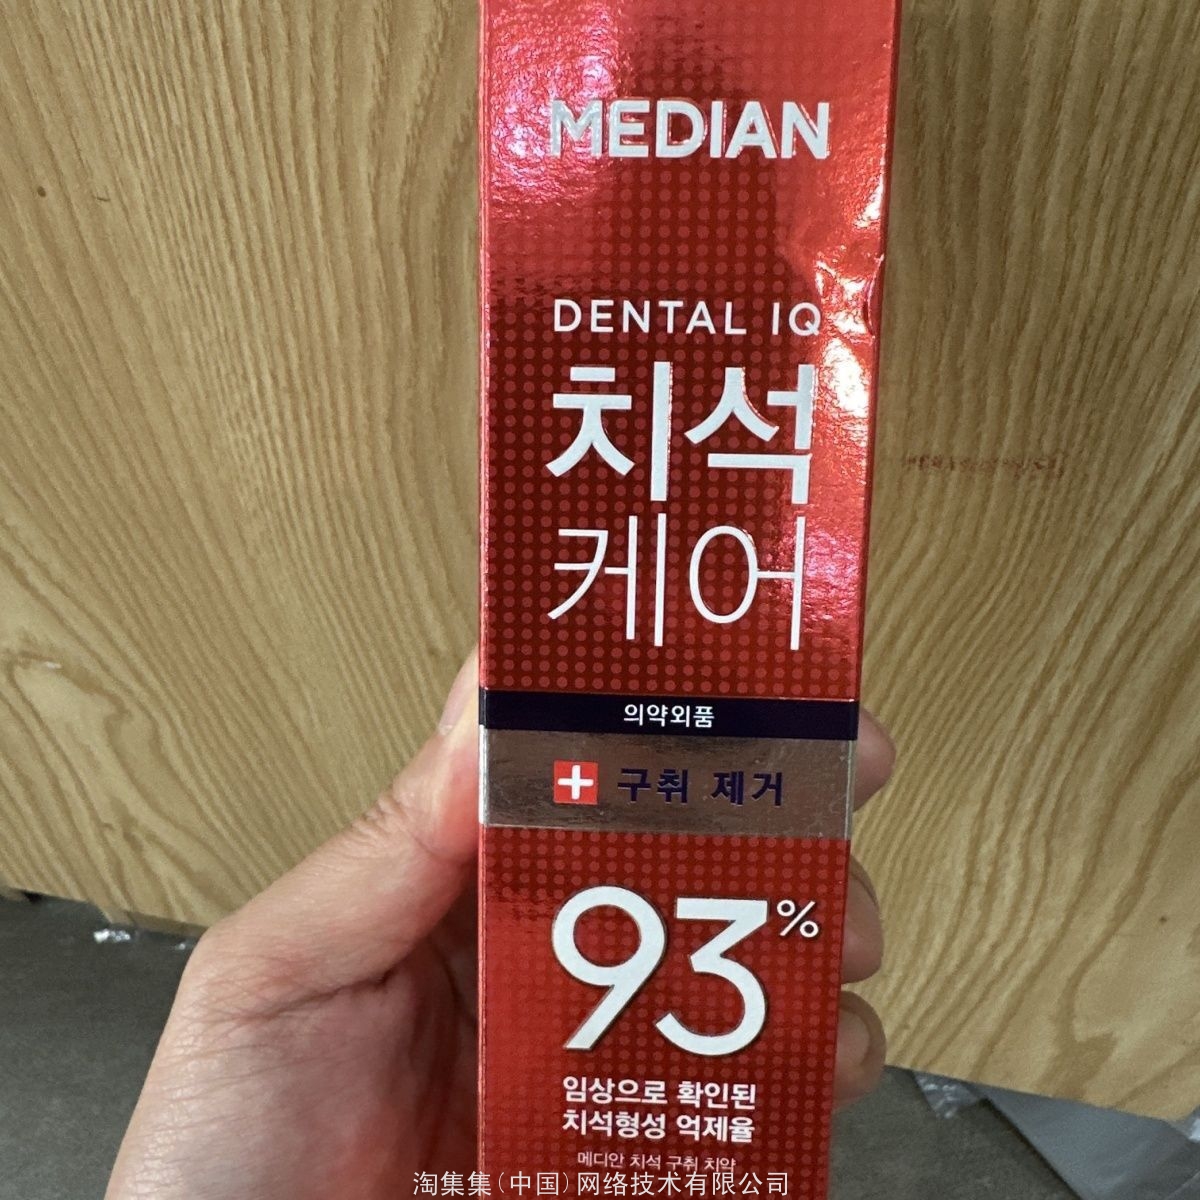 MEDIAN
DENTAL IQ
치석
케어
의약외품
구취 제거
93%
임상으로 확인된
치석형성 억제율
메디안 치석 구취 치약
淘集集(中国)网络技术有限公司